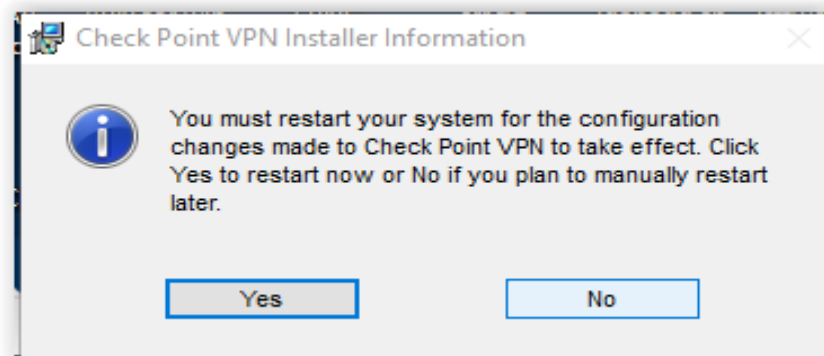 Check Point VPN Installer Information
You must restart your system for the configuration
changes made to Check Point VPN to take effect. Click
Yes to restart now or No if you plan to manually restart
later.
Yes No